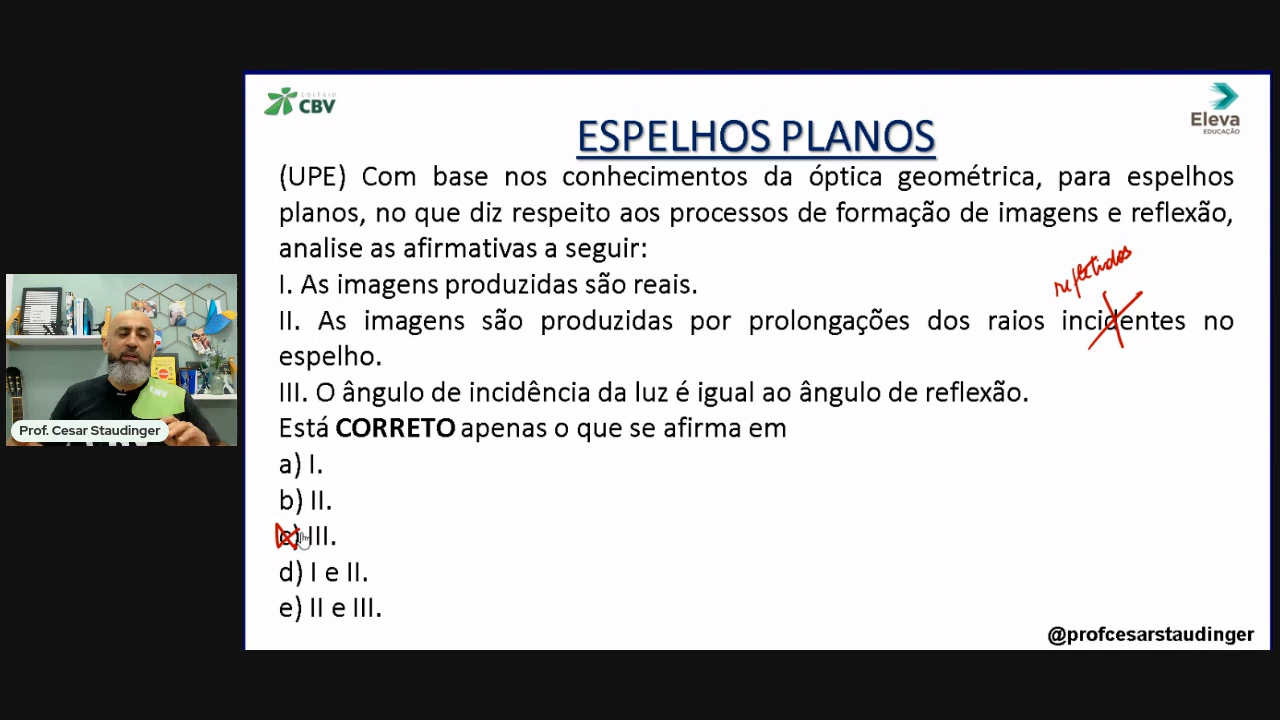 COLÉGIO
CBV
Eleva
EDUCAÇÃO
ESPELHOS PLANOS
(UPE) Com base nos conhecimentos da óptica geométrica, para espelhos
planos, no que diz respeito aos processos de formação de imagens e reflexão,
analise as afirmativas a seguir:
I. As imagens produzidas são reais.
refletidos
II. As imagens são produzidas por prolongações dos raios incidentes no
espelho.
III. O ângulo de incidência da luz é igual ao ângulo de reflexão.
Está CORRETO apenas o que se afirma em
a) I.
b) II.
c) III.
d) I e II.
e) II e III.
@profcesarstaudinger
CBV
Prof. Cesar Staudinger